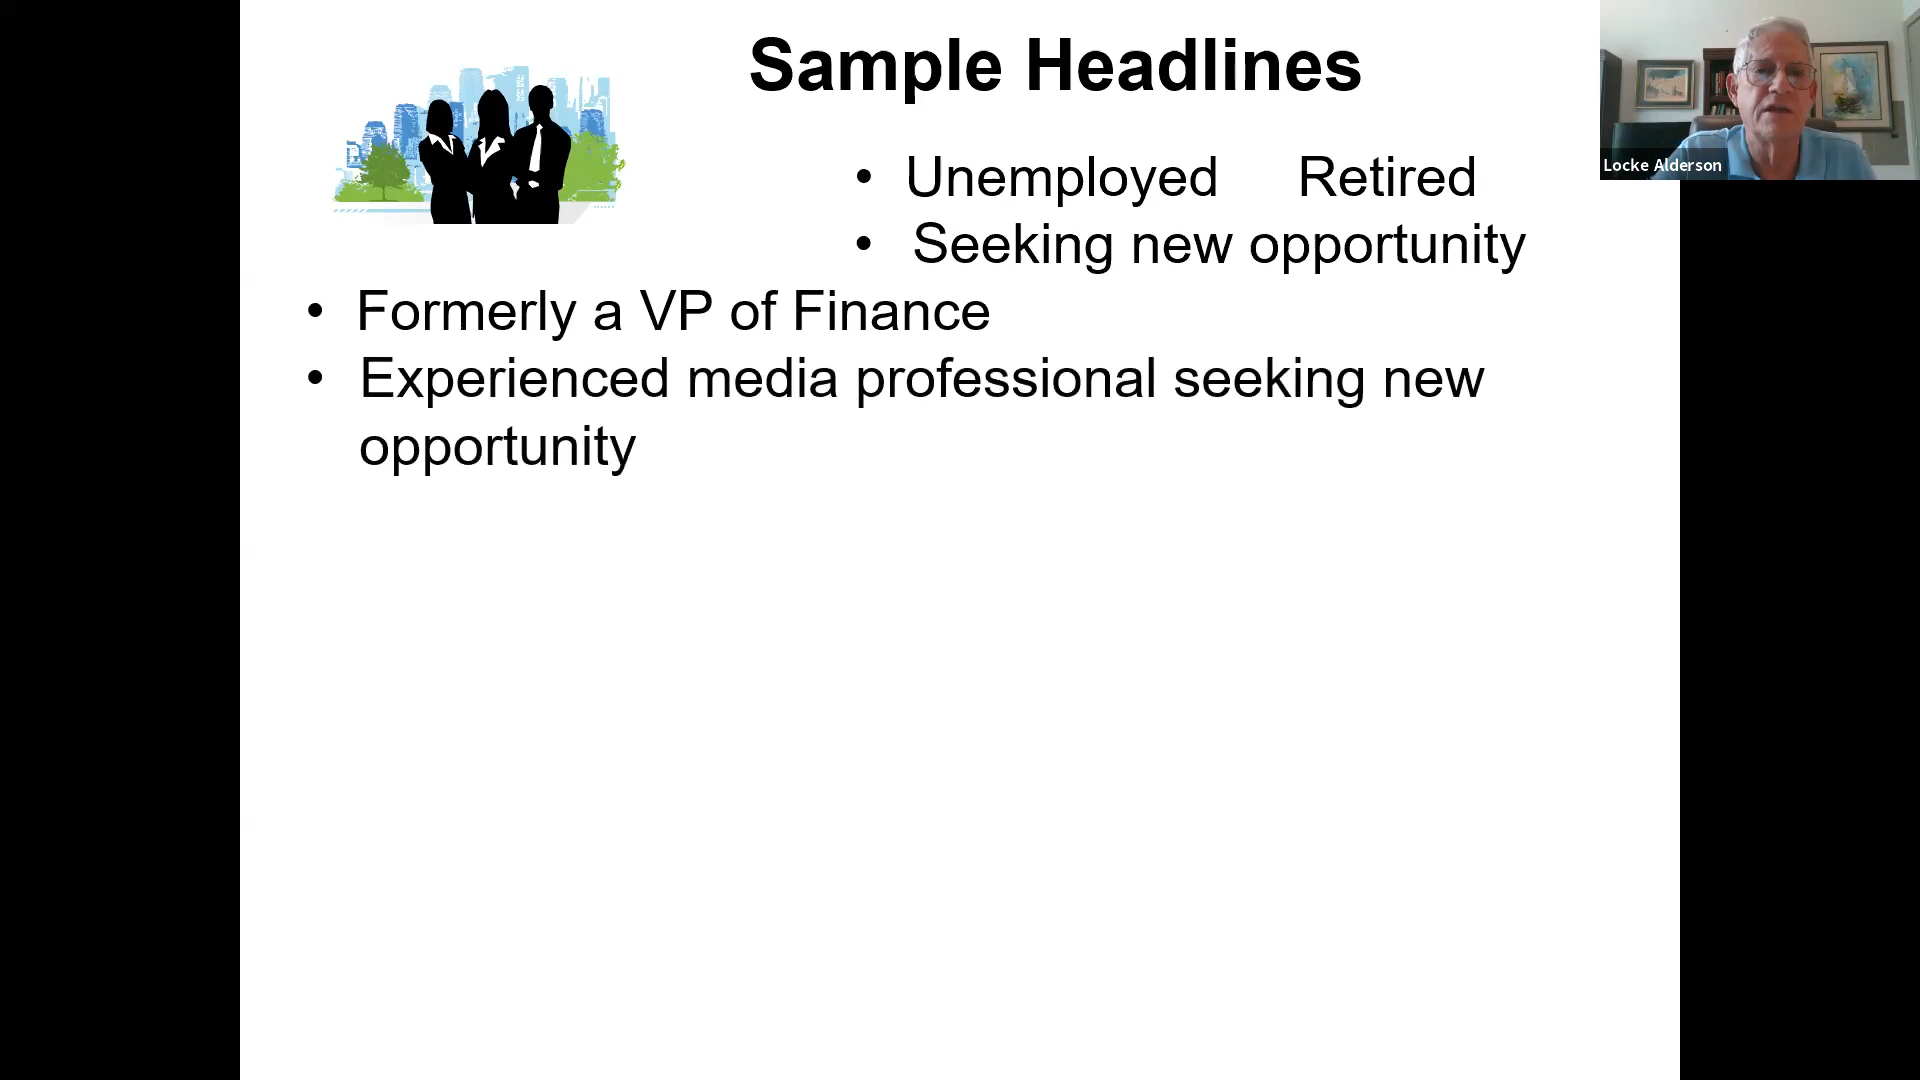 Sample Headlines
Locke Alderson
• Unemployed Retired
• Seeking new opportunity
• Formerly a VP of Finance
• Experienced media professional seeking new
opportunity